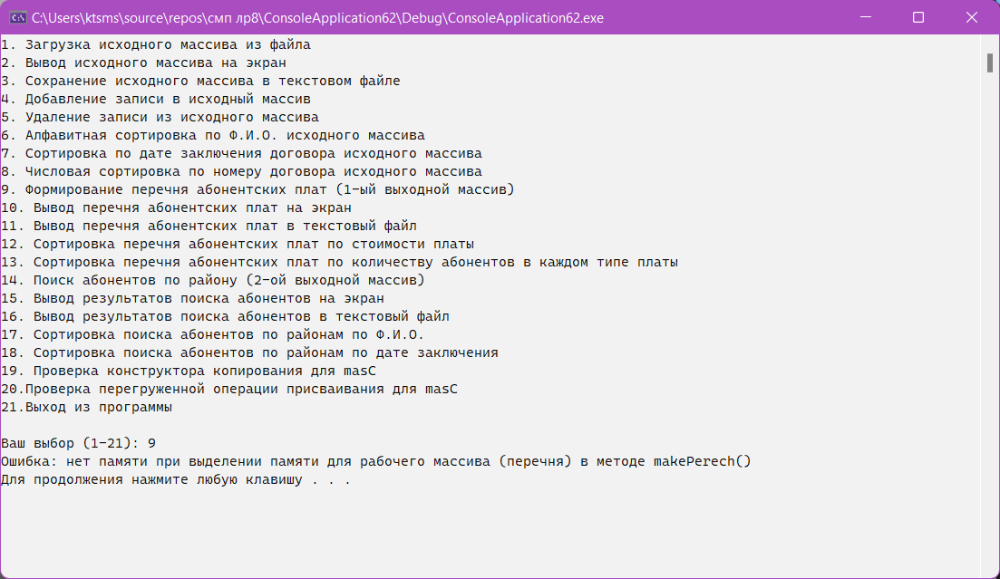 C:\Users\ktsms\source\repos\смп лр8\ConsoleApplication62\Debug\ConsoleApplication62.exe
1. Загрузка исходного массива из файла
2. Вывод исходного массива на экран
3. Сохранение исходного массива в текстовом файле
4. Добавление записи в исходный массив
5. Удаление записи из исходного массива
6. Алфавитная сортировка по Ф.И.О. исходного массива
7. Сортировка по дате заключения договора исходного массива
8. Числовая сортировка по номеру договора исходного массива
9. Формирование перечня абонентских плат (1-ый выходной массив)
10. Вывод перечня абонентских плат на экран
11. Вывод перечня абонентских плат в текстовый файл
12. Сортировка перечня абонентских плат по стоимости платы
13. Сортировка перечня абонентских плат по количеству абонентов в каждом типе платы
14. Поиск абонентов по району (2-ой выходной массив)
15. Вывод результатов поиска абонентов на экран
16. Вывод результатов поиска абонентов в текстовый файл
17. Сортировка поиска абонентов по районам по Ф.И.О.
18. Сортировка поиска абонентов по районам по дате заключения
19. Проверка конструктора копирования для masC
20.Проверка перегруженной операции присваивания для masC
21.Выход из программы
Ваш выбор (1-21): 9
Ошибка: нет памяти при выделении памяти для рабочего массива (перечня) в методе makePerech()
Для продолжения нажмите любую клавишу . . .